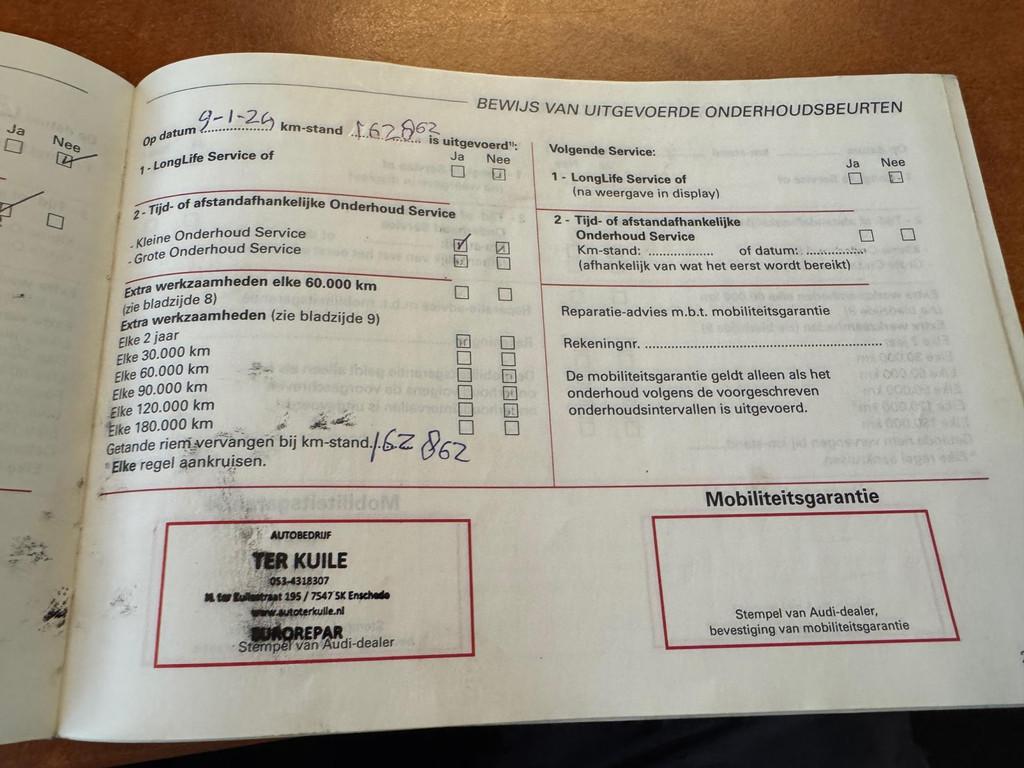 Ja
Nee
BEWIJS VAN UITGEVOERDE ONDERHOUDSBEURTEN
Op datum 9-1-24 km-stand 162862 is uitgevoerd¹⁾:
Ja Nee
1 - LongLife Service of
2 - Tijd- of afstandafhankelijke Onderhoud Service
- Kleine Onderhoud Service
- Grote Onderhoud Service
Extra werkzaamheden elke 60.000 km
(zie bladzijde 8)
Extra werkzaamheden (zie bladzijde 9)
Elke 2 jaar
Elke 30.000 km
Elke 60.000 km
Elke 90.000 km
Elke 120.000 km
Elke 180.000 km
Getande riem vervangen bij km-stand. 162862
Elke regel aankruisen.
Volgende Service:
Ja Nee
1 - LongLife Service of
(na weergave in display)
2 - Tijd- of afstandafhankelijke
Onderhoud Service
Km-stand: .................. of datum: ..................
(afhankelijk van wat het eerst wordt bereikt)
Reparatie-advies m.b.t. mobiliteitsgarantie
Rekeningnr. ..................................................
De mobiliteitsgarantie geldt alleen als het
onderhoud volgens de voorgeschreven
onderhoudsintervallen is uitgevoerd.
AUTOBEDRIJF
TER KUILE
053-4318307
M. ter Kuilestraat 195 / 7547 SK Enschede
www.autoterkuile.nl
EUROREPAR
Stempel van Audi-dealer
Mobiliteitsgarantie
Stempel van Audi-dealer,
bevestiging van mobiliteitsgarantie